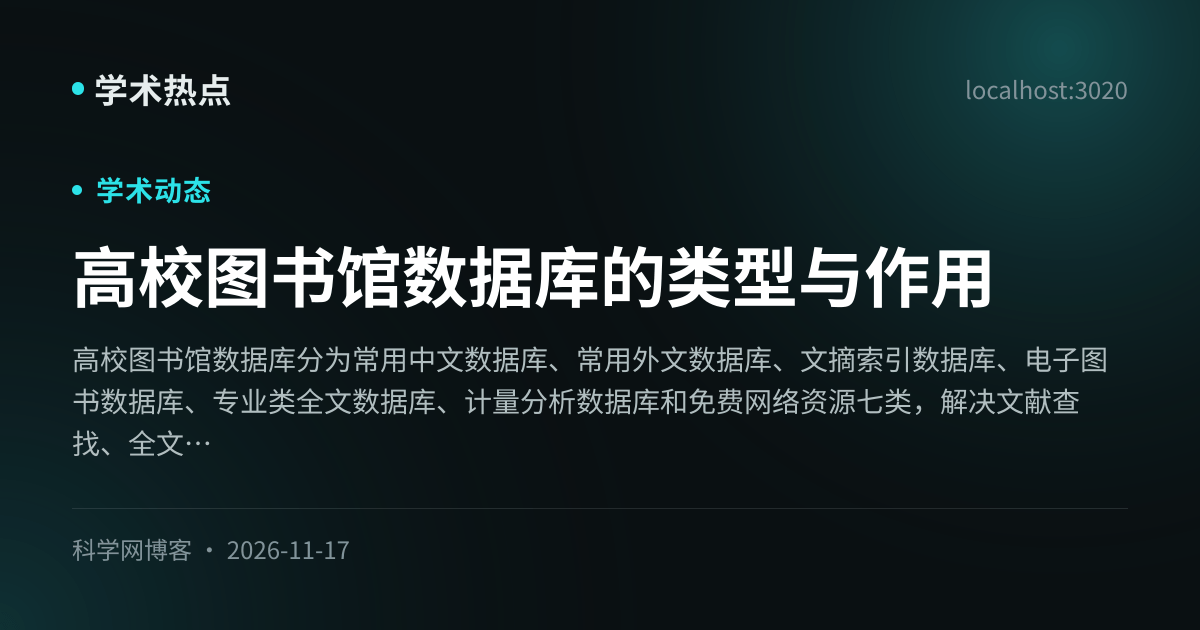 学术热点
localhost:3020
学术动态
高校图书馆数据库的类型与作用
高校图书馆数据库分为常用中文数据库、常用外文数据库、文摘索引数据库、电子图
书数据库、专业类全文数据库、计量分析数据库和免费网络资源七类，解决文献查
找、全文…
科学网博客 · 2026-11-17